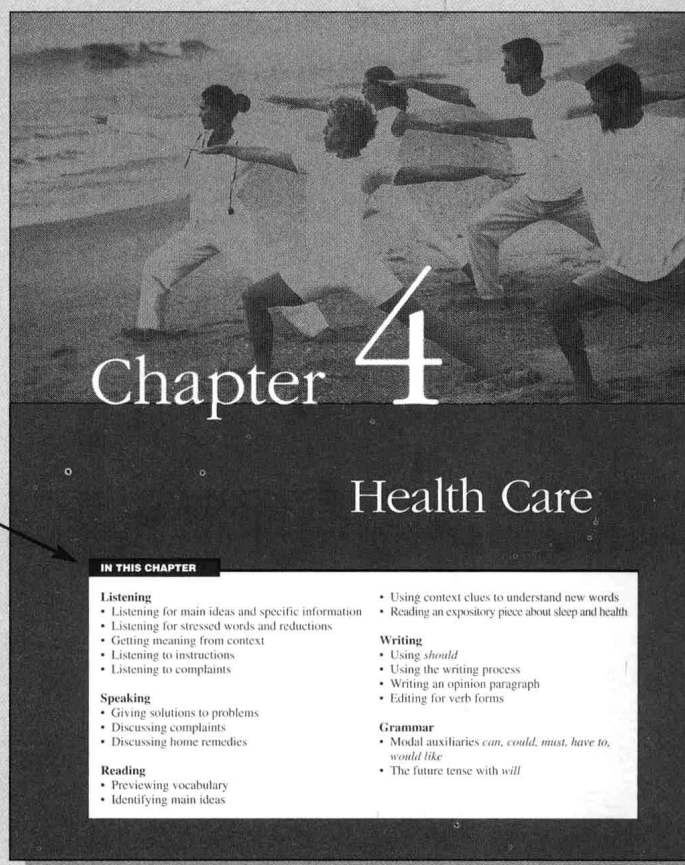 Chapter 4
Health Care
IN THIS CHAPTER
Listening
• Listening for main ideas and specific information
• Listening for stressed words and reductions
• Getting meaning from context
• Listening to instructions
• Listening to complaints
Speaking
• Giving solutions to problems
• Discussing complaints
• Discussing home remedies
Reading
• Previewing vocabulary
• Identifying main ideas
• Using context clues to understand new words
• Reading an expository piece about sleep and health
Writing
• Using should
• Using the writing process
• Writing an opinion paragraph
• Editing for verb forms
Grammar
• Modal auxiliaries can, could, must, have to,
would like
• The future tense with will